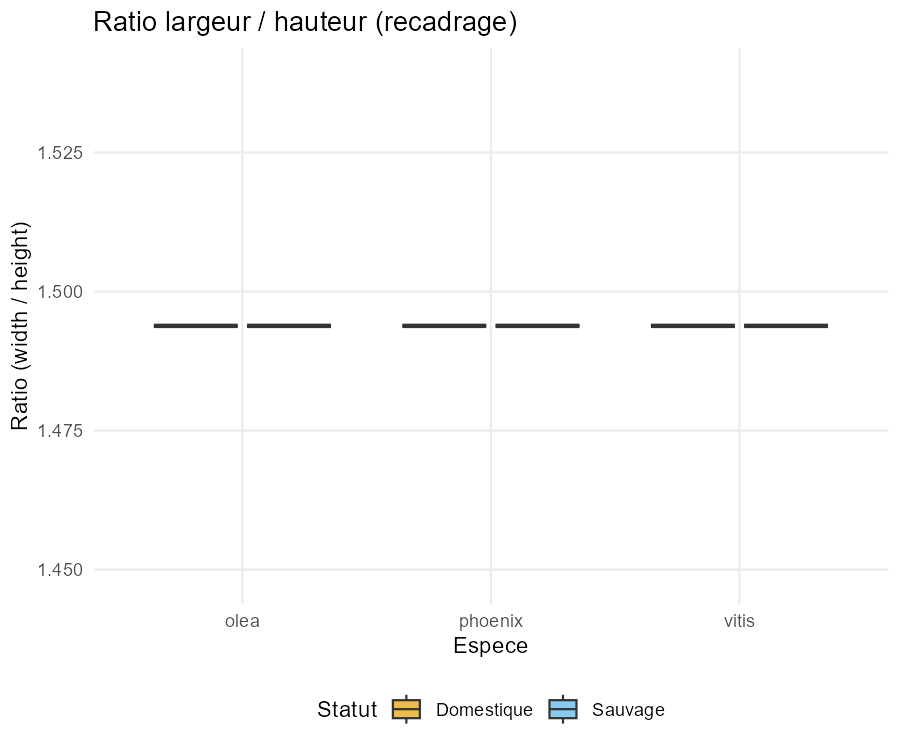 Ratio largeur / hauteur (recadrage)
Ratio (width / height)
1.525
1.500
1.475
1.450
olea phoenix vitis
Espece
Statut Domestique Sauvage